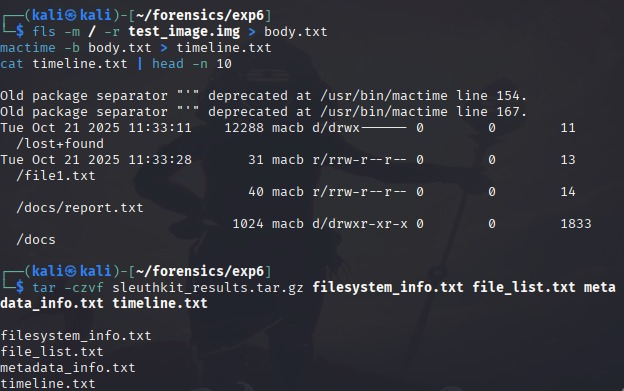 ┌──(kali㉿kali)-[~/forensics/exp6]
└─$ fls -m / -r test_image.img > body.txt
mactime -b body.txt > timeline.txt
cat timeline.txt | head -n 10
Old package separator "'" deprecated at /usr/bin/mactime line 154.
Old package separator "'" deprecated at /usr/bin/mactime line 167.
Tue Oct 21 2025 11:33:11    12288 macb d/drwx------ 0        0        11
  /lost+found
Tue Oct 21 2025 11:33:28       31 macb r/rrw-r--r-- 0        0        13
  /file1.txt
                               40 macb r/rrw-r--r-- 0        0        14
  /docs/report.txt
                             1024 macb d/drwxr-xr-x 0        0        1833
  /docs
┌──(kali㉿kali)-[~/forensics/exp6]
└─$ tar -czvf sleuthkit_results.tar.gz filesystem_info.txt file_list.txt meta
data_info.txt timeline.txt
filesystem_info.txt
file_list.txt
metadata_info.txt
timeline.txt